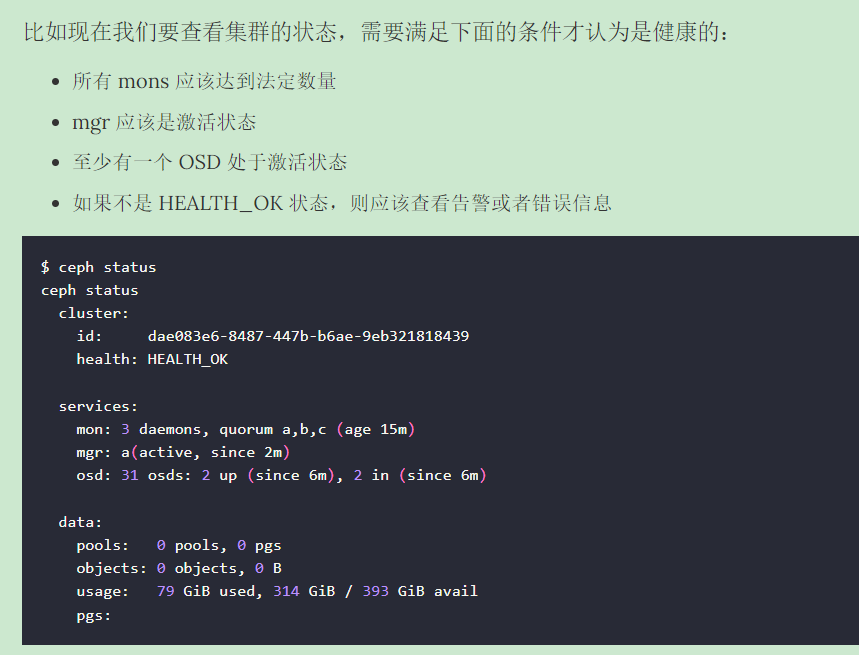 比如现在我们要查看集群的状态，需要满足下面的条件才认为是健康的：
• 所有 mons 应该达到法定数量
• mgr 应该是激活状态
• 至少有一个 OSD 处于激活状态
• 如果不是 HEALTH_OK 状态，则应该查看告警或者错误信息
$ ceph status
ceph status
  cluster:
    id:     dae083e6-8487-447b-b6ae-9eb321818439
    health: HEALTH_OK

  services:
    mon: 3 daemons, quorum a,b,c (age 15m)
    mgr: a(active, since 2m)
    osd: 31 osds: 2 up (since 6m), 2 in (since 6m)

  data:
    pools:   0 pools, 0 pgs
    objects: 0 objects, 0 B
    usage:   79 GiB used, 314 GiB / 393 GiB avail
    pgs: